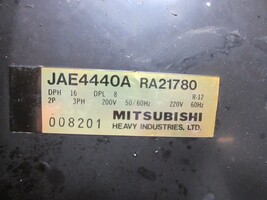 JAE4440A RA21780
DPH 16 DPL 8 R-17
2P 3PH 200V 50/60Hz 220V 60Hz
008201 MITSUBISHI
HEAVY INDUSTRIES, LTD.